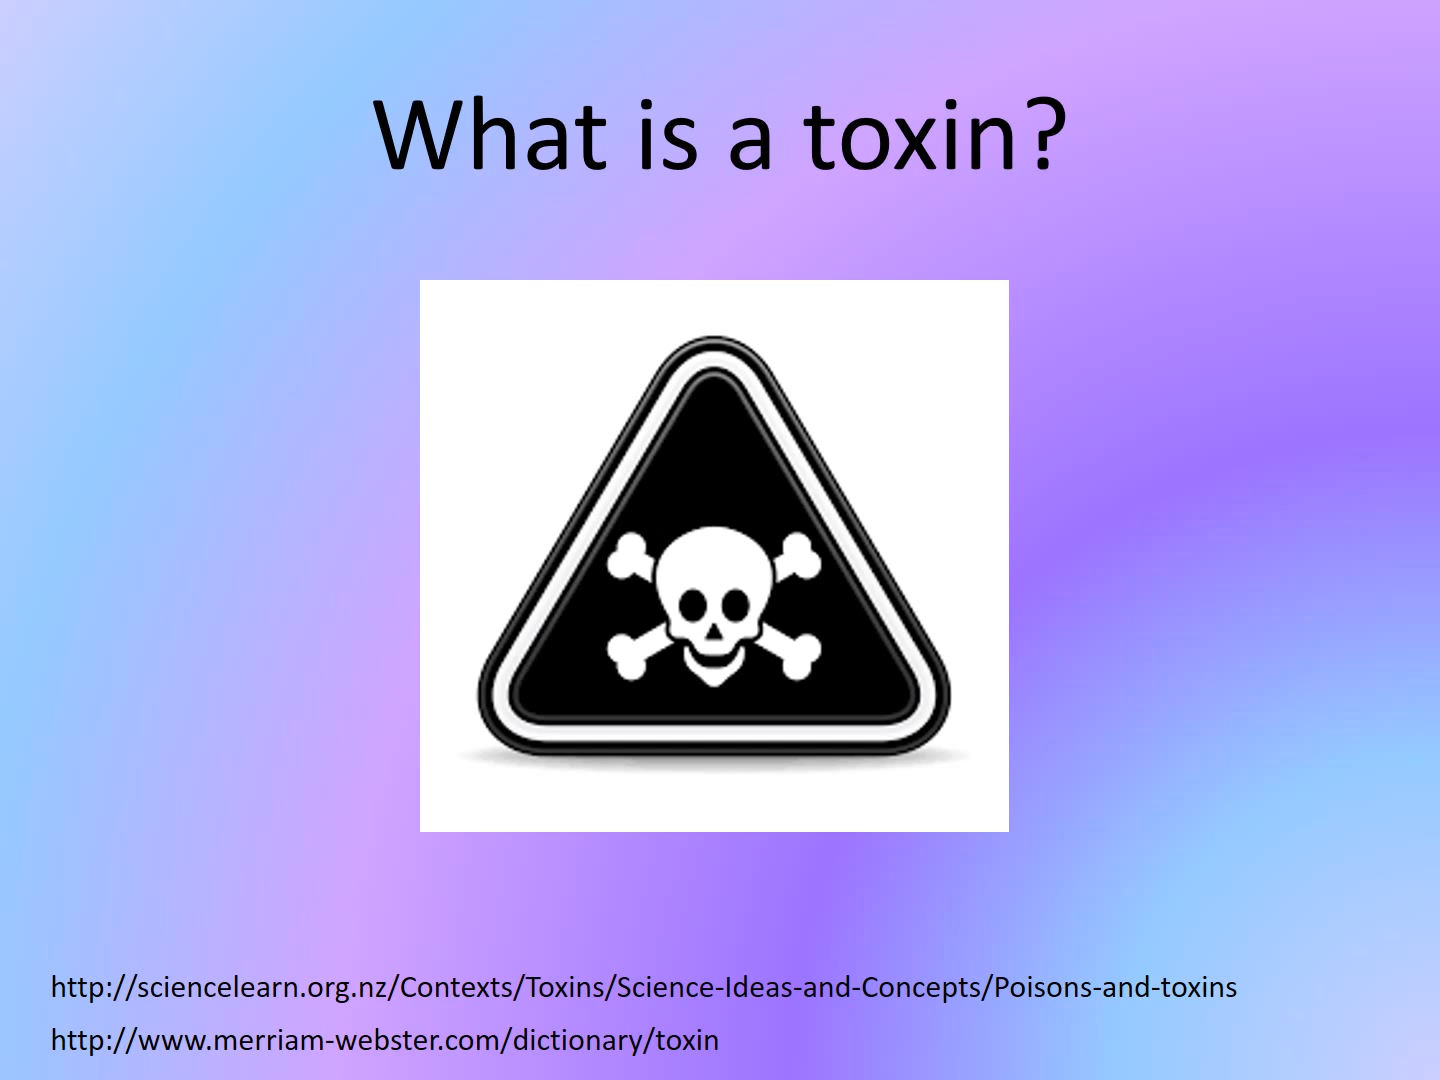 What is a toxin?
http://sciencelearn.org.nz/Contexts/Toxins/Science-Ideas-and-Concepts/Poisons-and-toxins
http://www.merriam-webster.com/dictionary/toxin